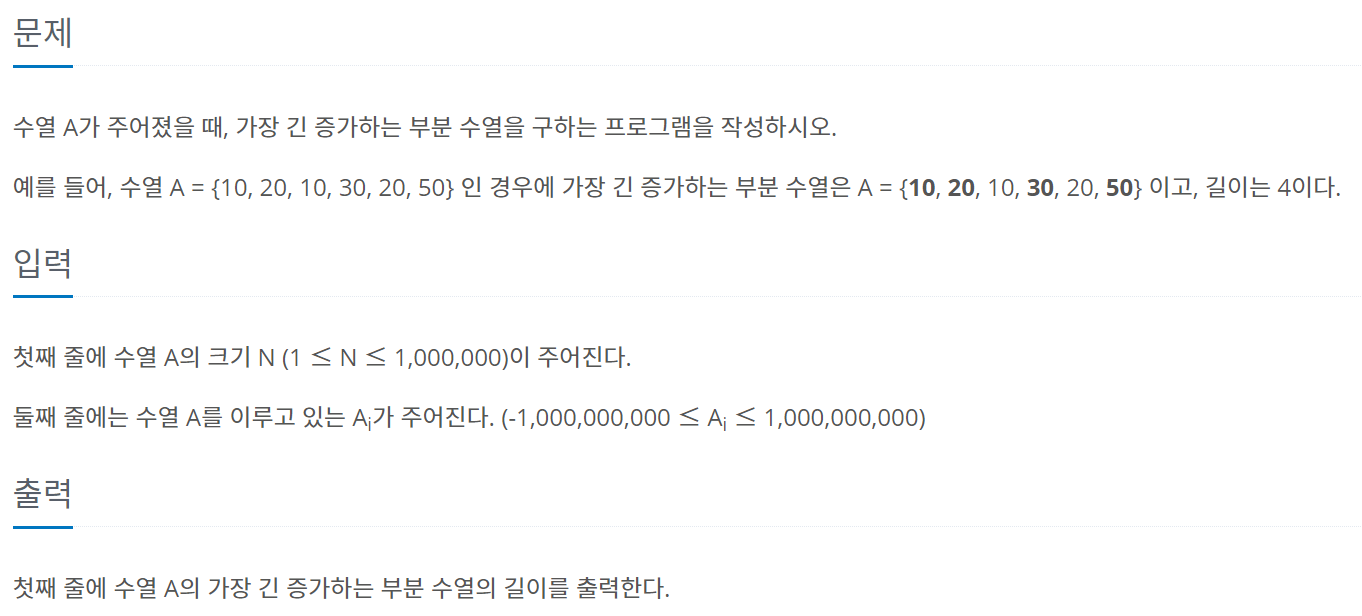 문제
수열 A가 주어졌을 때, 가장 긴 증가하는 부분 수열을 구하는 프로그램을 작성하시오.
예를 들어, 수열 A = {10, 20, 10, 30, 20, 50} 인 경우에 가장 긴 증가하는 부분 수열은 A = {10, 20, 10, 30, 20, 50} 이고, 길이는 4이다.
입력
첫째 줄에 수열 A의 크기 N (1 ≤ N ≤ 1,000,000)이 주어진다.
둘째 줄에는 수열 A를 이루고 있는 Ai가 주어진다. (-1,000,000,000 ≤ Ai ≤ 1,000,000,000)
출력
첫째 줄에 수열 A의 가장 긴 증가하는 부분 수열의 길이를 출력한다.